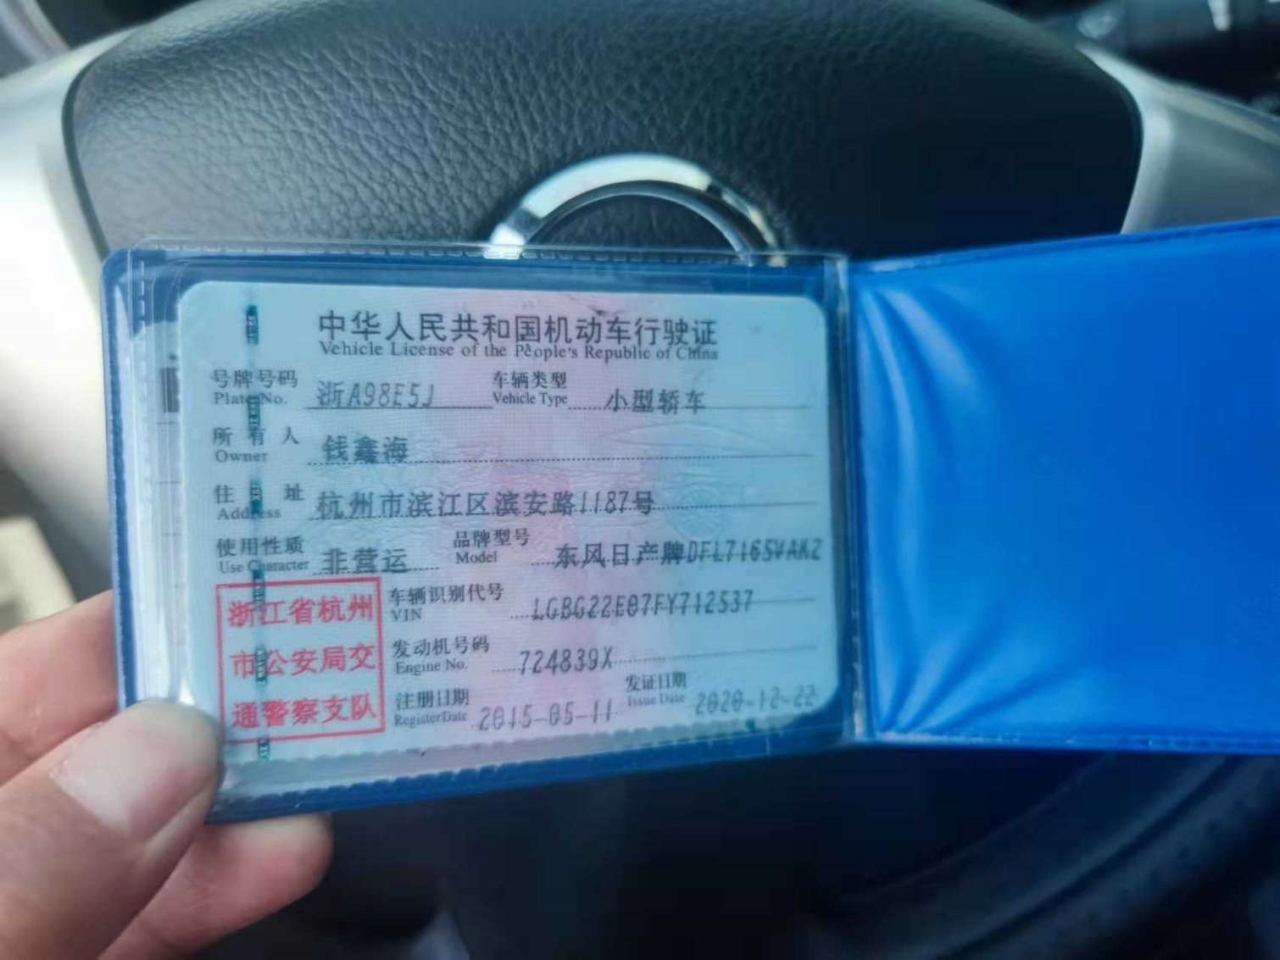 中华人民共和国机动车行驶证
Vehicle License of the People's Republic of China
号牌号码 浙A98E5J 车辆类型 小型轿车
Plate No. Vehicle Type
所有人 钱鑫海
Owner
住址 杭州市滨江区滨安路1187号
Address
使用性质 非营运 品牌型号 东风日产牌DFL7165VAK2
Use Character Model
浙江省杭州
市公安局交
通警察支队
车辆识别代号 LGBG22E07FY712537
VIN
发动机号码 724839X
Engine No.
注册日期 2015-05-11 发证日期 2020-12-22
Register Date Issue Date